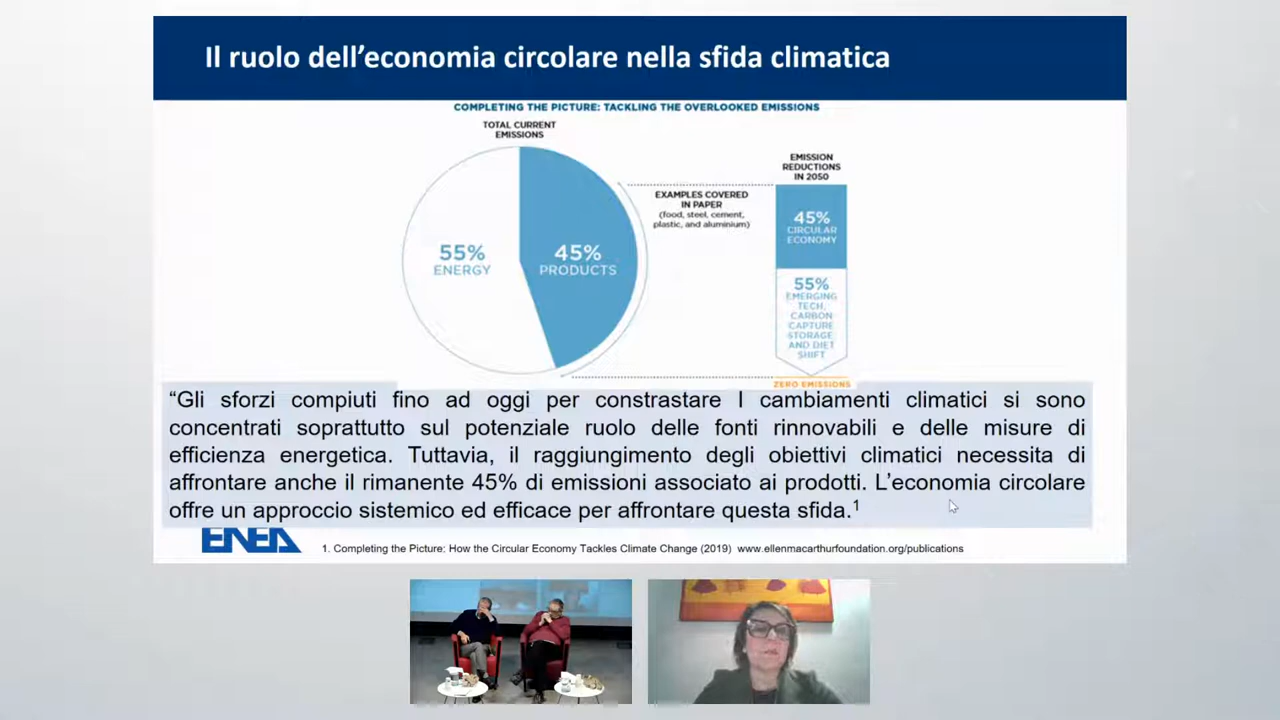 Il ruolo dell’economia circolare nella sfida climatica
COMPLETING THE PICTURE: TACKLING THE OVERLOOKED EMISSIONS
TOTAL CURRENT
EMISSIONS
55%
ENERGY
45%
PRODUCTS
EXAMPLES COVERED
IN PAPER
(food, steel, cement,
plastic, and aluminium)
EMISSION
REDUCTIONS
IN 2050
45%
CIRCULAR
ECONOMY
55%
EMERGING
TECH,
CARBON
CAPTURE
STORAGE
AND DIET
SHIFT
ZERO EMISSIONS
“Gli sforzi compiuti fino ad oggi per constrastare I cambiamenti climatici si sono
concentrati soprattutto sul potenziale ruolo delle fonti rinnovabili e delle misure di
efficienza energetica. Tuttavia, il raggiungimento degli obiettivi climatici necessita di
affrontare anche il rimanente 45% di emissioni associato ai prodotti. L’economia circolare
offre un approccio sistemico ed efficace per affrontare questa sfida.¹
ENEA
1. Completing the Picture: How the Circular Economy Tackles Climate Change (2019) www.ellenmacarthurfoundation.org/publications